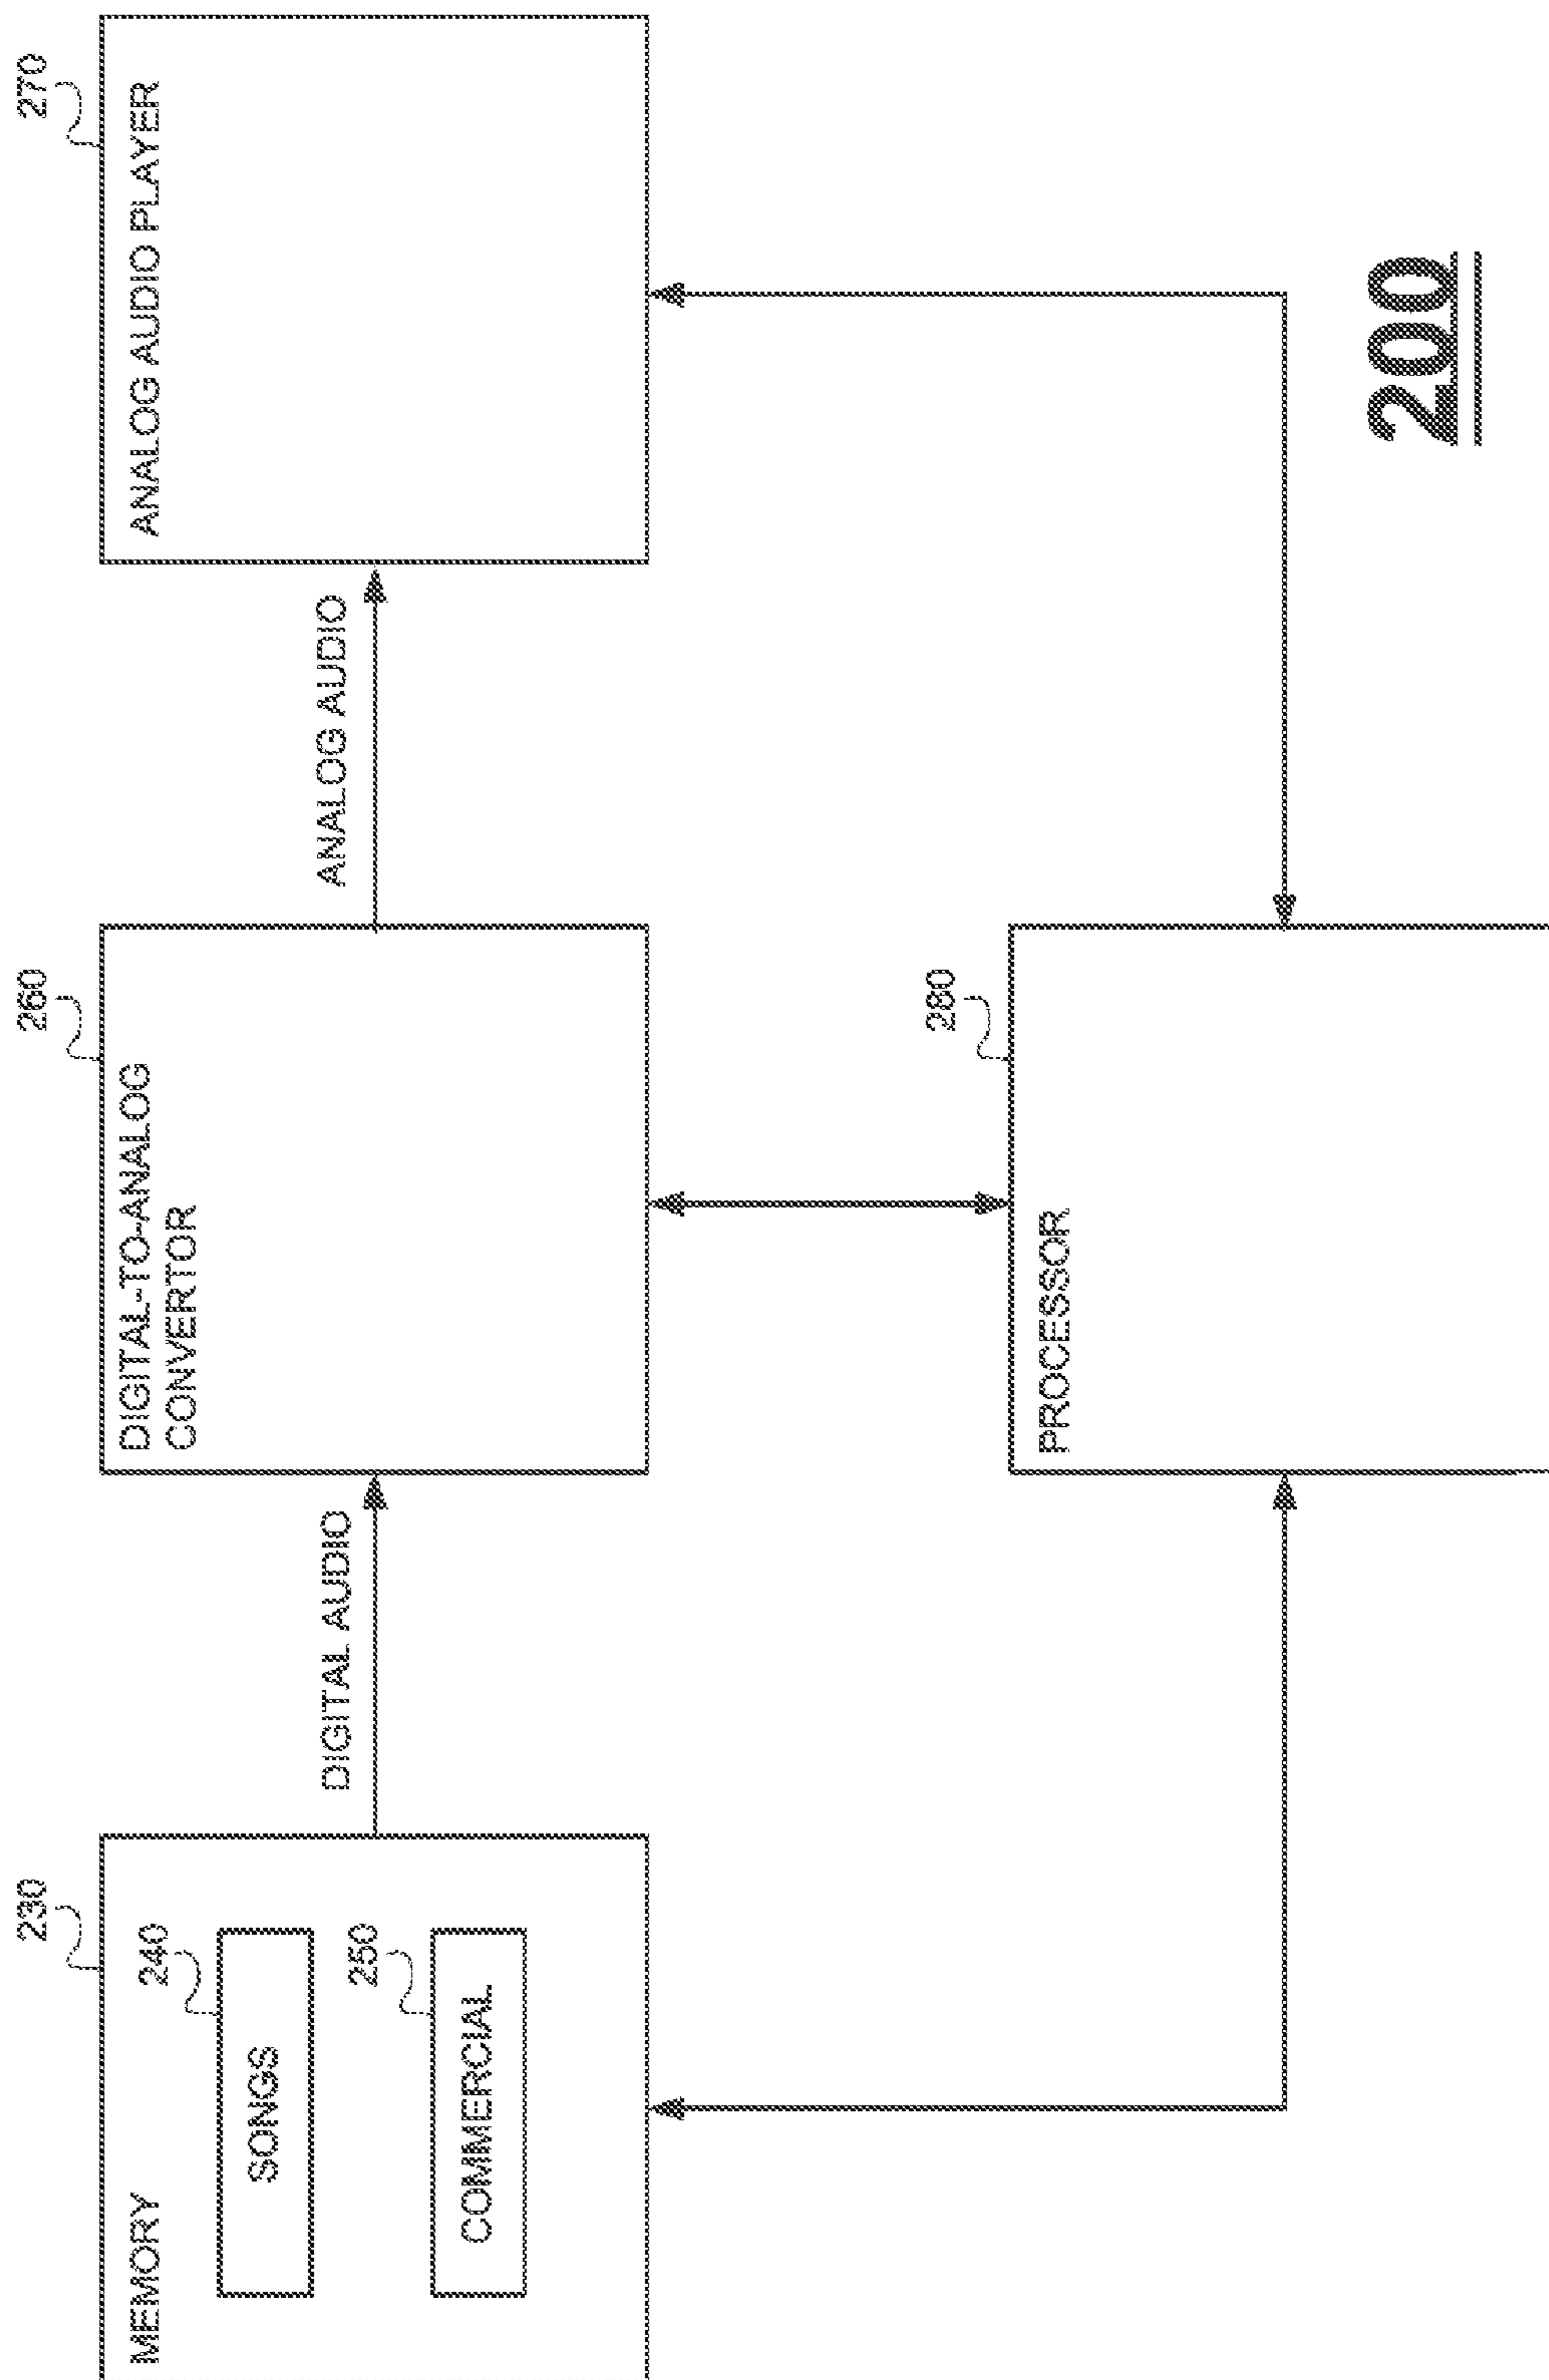 230
MEMORY
240
SONGS
250
COMMERCIAL
DIGITAL AUDIO
260
DIGITAL-TO-ANALOG
CONVERTOR
ANALOG AUDIO
270
ANALOG AUDIO PLAYER
280
PROCESSOR
200